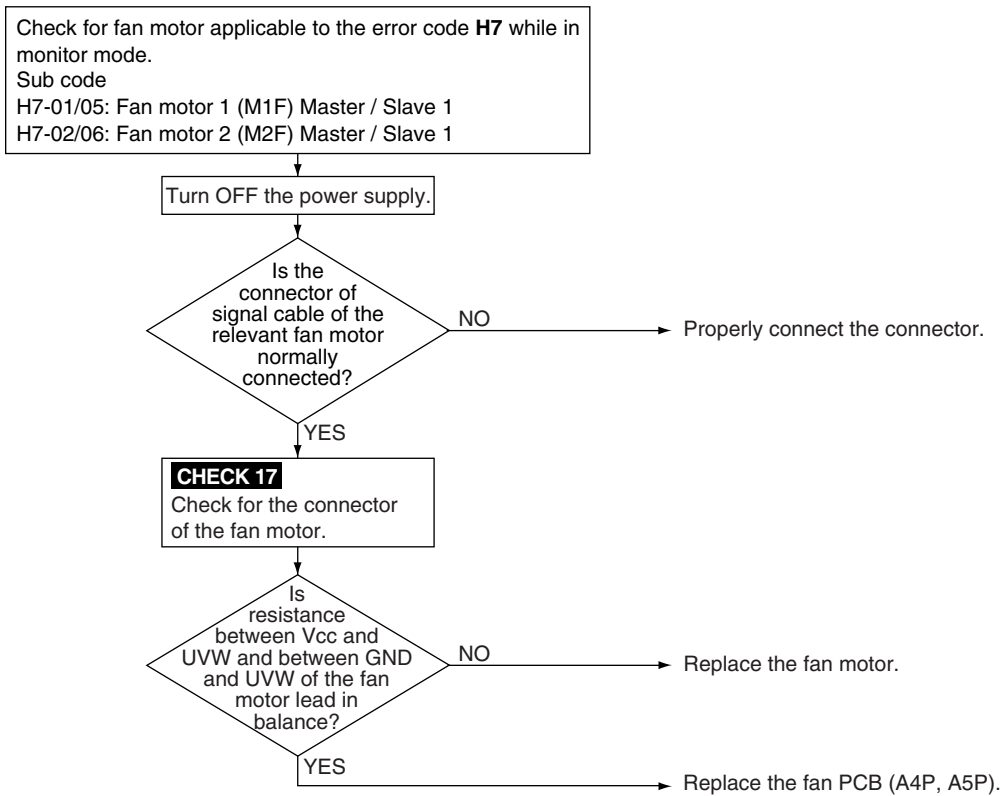 Check for fan motor applicable to the error code H7 while in
monitor mode.
Sub code
H7-01/05: Fan motor 1 (M1F) Master / Slave 1
H7-02/06: Fan motor 2 (M2F) Master / Slave 1
Turn OFF the power supply.
Is the
connector of
signal cable of the
relevant fan motor
normally
connected?
NO
Properly connect the connector.
YES
CHECK 17
Check for the connector
of the fan motor.
Is
resistance
between Vcc and
UVW and between GND
and UVW of the fan
motor lead in
balance?
NO
Replace the fan motor.
YES
Replace the fan PCB (A4P, A5P).